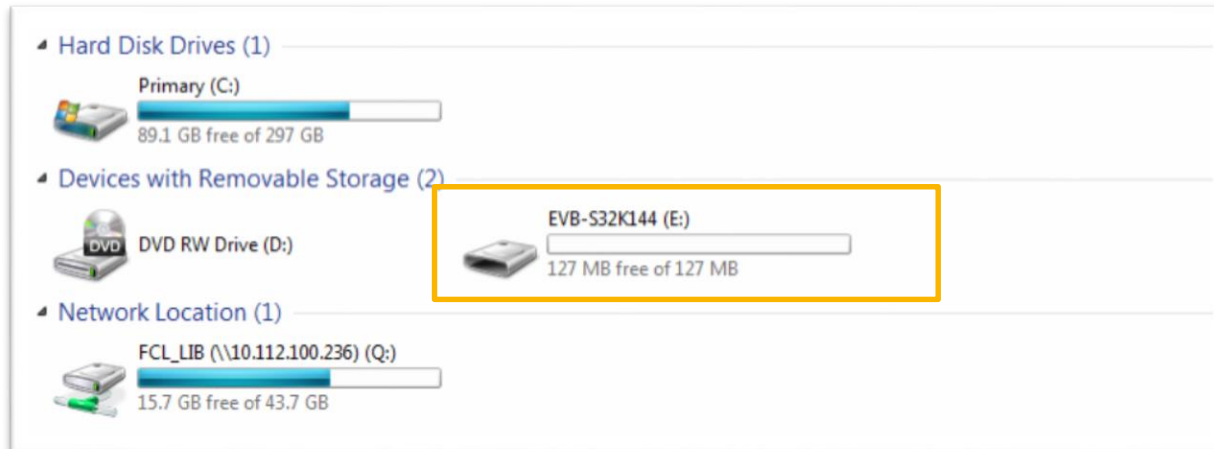 Hard Disk Drives (1)
Primary (C:)
89.1 GB free of 297 GB
Devices with Removable Storage (2)
DVD
DVD RW Drive (D:)
EVB-S32K144 (E:)
127 MB free of 127 MB
Network Location (1)
FCL_LIB (\\10.112.100.236) (Q:)
15.7 GB free of 43.7 GB